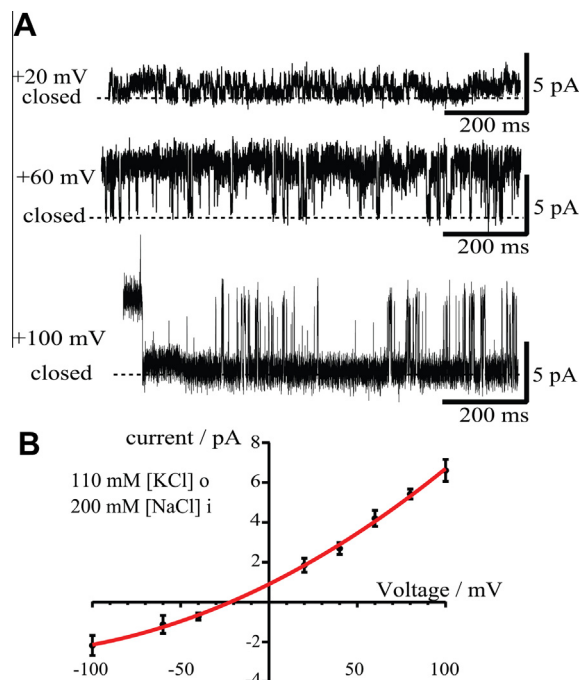 A
+20 mV
closed
5 pA
200 ms
+60 mV
closed
5 pA
200 ms
+100 mV
closed
5 pA
200 ms
B
current / pA
8
110 mM [KCl] o
200 mM [NaCl] i
6
4
2
Voltage / mV
-2
-100
-50
50
100
-4